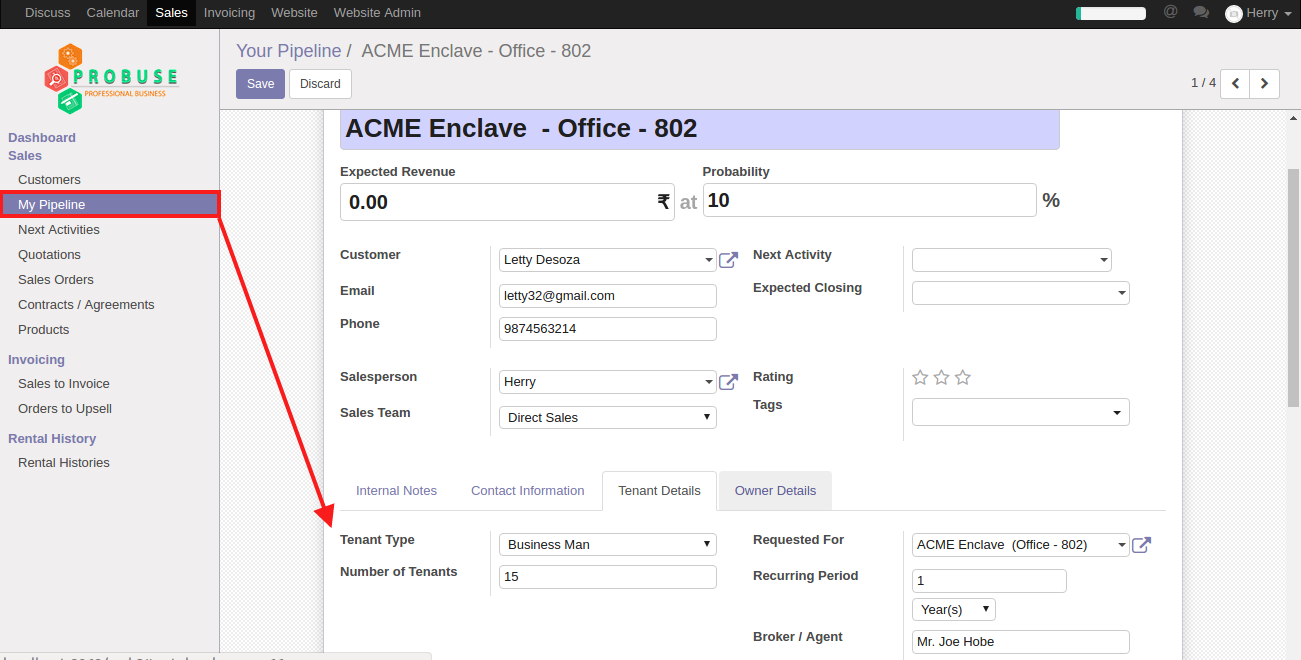 Discuss Calendar Sales Invoicing Website Website Admin @ Herry
PROBUSE
PROFESSIONAL BUSINESS
Your Pipeline / ACME Enclave - Office - 802
Save Discard 1 / 4
Dashboard
Sales
Customers
My Pipeline
Next Activities
Quotations
Sales Orders
Contracts / Agreements
Products
Invoicing
Sales to Invoice
Orders to Upsell
Rental History
Rental Histories
ACME Enclave - Office - 802
Expected Revenue Probability
0.00 ₹ at 10 %
Customer Letty Desoza Next Activity
Email letty32@gmail.com Expected Closing
Phone 9874563214
Salesperson Herry Rating
Sales Team Direct Sales Tags
Internal Notes Contact Information Tenant Details Owner Details
Tenant Type Business Man Requested For ACME Enclave (Office - 802)
Number of Tenants 15 Recurring Period 1
Year(s)
Broker / Agent Mr. Joe Hobe